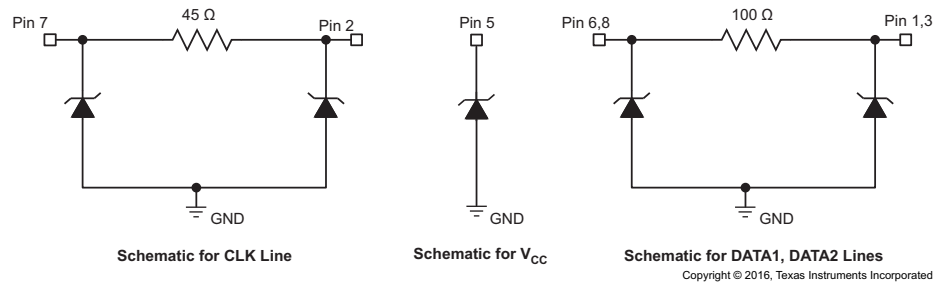 Pin 7
45 Ω
Pin 2
GND
Schematic for CLK Line
Pin 5
GND
Schematic for VCC
Pin 6,8
100 Ω
Pin 1,3
GND
Schematic for DATA1, DATA2 Lines
Copyright © 2016, Texas Instruments Incorporated